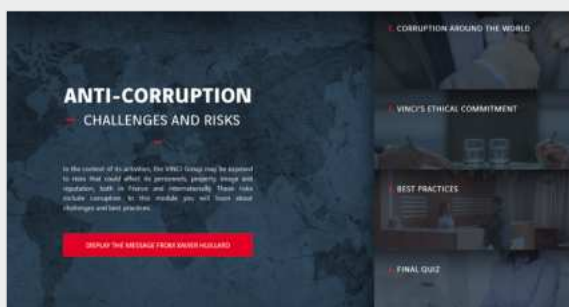 ANTI-CORRUPTION
CHALLENGES AND RISKS
In the context of its activities, the VINCI Group may be exposed
to risks that could affect its personnels, property, image and
reputation, both in France and internationally. These risks
include corruption. In this module you will learn about
challenges and best practices.
DISPLAY THE MESSAGE FROM XAVIER HUILLARD
CORRUPTION AROUND THE WORLD
VINCI'S ETHICAL COMMITMENT
BEST PRACTICES
FINAL QUIZ